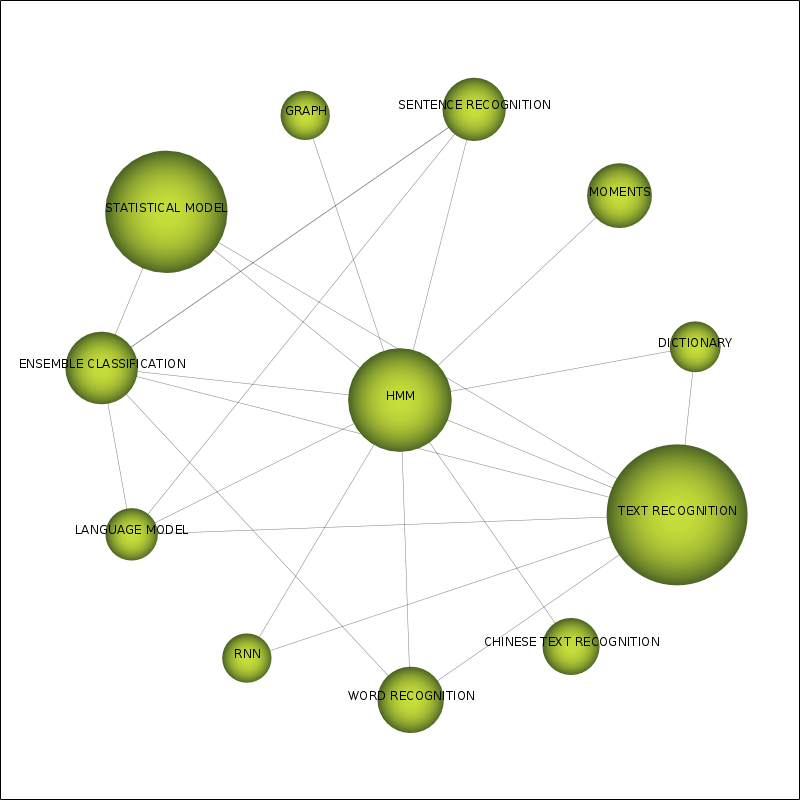 SENTENCE RECOGNITION
GRAPH
MOMENTS
STATISTICAL MODEL
DICTIONARY
ENSEMBLE CLASSIFICATION
HMM
TEXT RECOGNITION
LANGUAGE MODEL
CHINESE TEXT RECOGNITION
RNN
WORD RECOGNITION